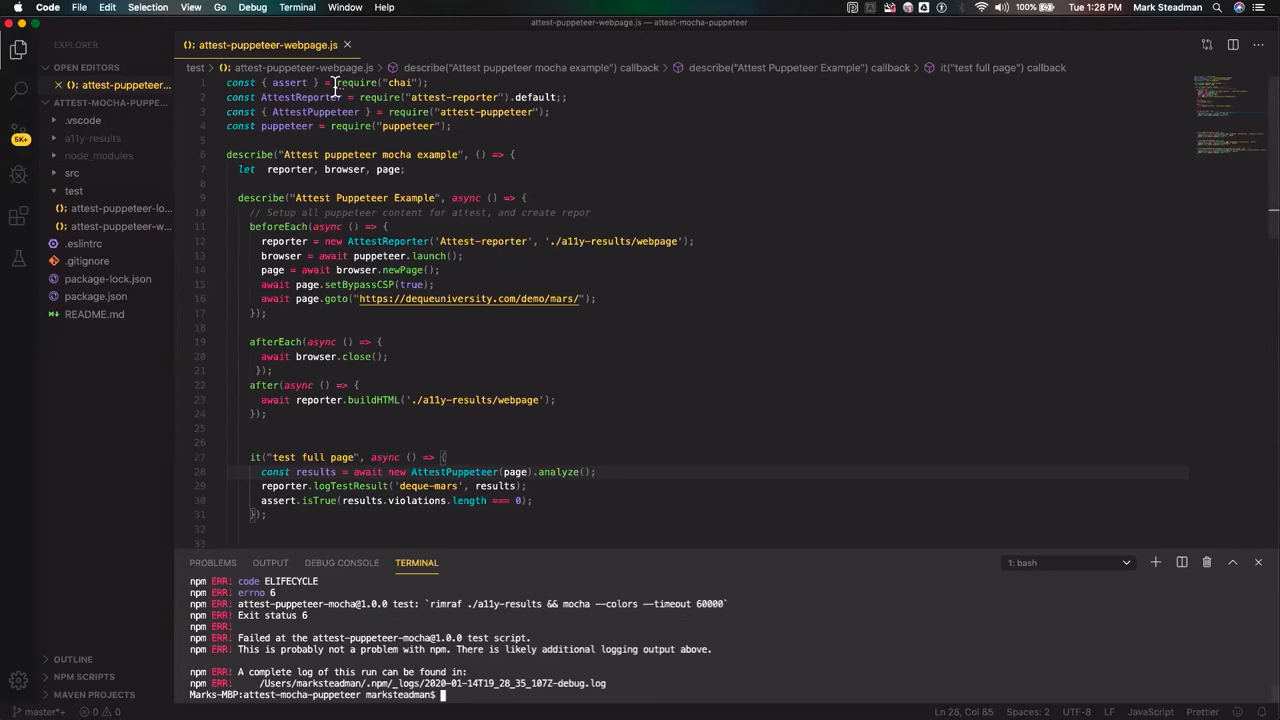 Code File Edit Selection View Go Debug Terminal Window Help
100% Tue 1:28 PM Mark Steadman
attest-puppeteer-webpage.js — attest-mocha-puppeteer
EXPLORER
attest-puppeteer-webpage.js
OPEN EDITORS
attest-puppeteer...
ATTEST-MOCHA-PUPPE...
.vscode
a11y-results
node_modules
src
test
attest-puppeteer-lo...
attest-puppeteer-w...
.eslintrc
.gitignore
package-lock.json
package.json
README.md
5K+
test > attest-puppeteer-webpage.js > describe("Attest puppeteer mocha example") callback > describe("Attest Puppeteer Example") callback > it("test full page") callback
1 const { assert } = require("chai");
2 const AttestReporter = require("attest-reporter").default;
3 const { AttestPuppeteer } = require("attest-puppeteer");
4 const puppeteer = require("puppeteer");
5
6 describe("Attest puppeteer mocha example", () => {
7 let reporter, browser, page;
8
9 describe("Attest Puppeteer Example", async () => {
10 // Setup all puppeteer content for attest, and create repor
11 beforeEach(async () => {
12 reporter = new AttestReporter('Attest-reporter', './a11y-results/webpage');
13 browser = await puppeteer.launch();
14 page = await browser.newPage();
15 await page.setBypassCSP(true);
16 await page.goto("https://dequeuniversity.com/demo/mars/");
17 });
18
19 afterEach(async () => {
20 await browser.close();
21 });
22 after(async () => {
23 await reporter.buildHTML('./a11y-results/webpage');
24 });
25
26
27 it("test full page", async () => {
28 const results = await new AttestPuppeteer(page).analyze();
29 reporter.logTestResult('deque-mars', results);
30 assert.isTrue(results.violations.length === 0);
31 });
32
33
PROBLEMS OUTPUT DEBUG CONSOLE TERMINAL
1: bash
npm ERR! code ELIFECYCLE
npm ERR! errno 6
npm ERR! attest-puppeteer-mocha@1.0.0 test: `rimraf ./a11y-results && mocha --colors --timeout 60000`
npm ERR! Exit status 6
npm ERR!
npm ERR! Failed at the attest-puppeteer-mocha@1.0.0 test script.
npm ERR! This is probably not a problem with npm. There is likely additional logging output above.
npm ERR! A complete log of this run can be found in:
npm ERR! /Users/marksteadman/.npm/_logs/2020-01-14T19_28_35_107Z-debug.log
Marks-MBP:attest-mocha-puppeteer marksteadman$
OUTLINE
NPM SCRIPTS
MAVEN PROJECTS
master*+ 0 0
Ln 28, Col 65 Spaces: 2 UTF-8 LF JavaScript Prettier